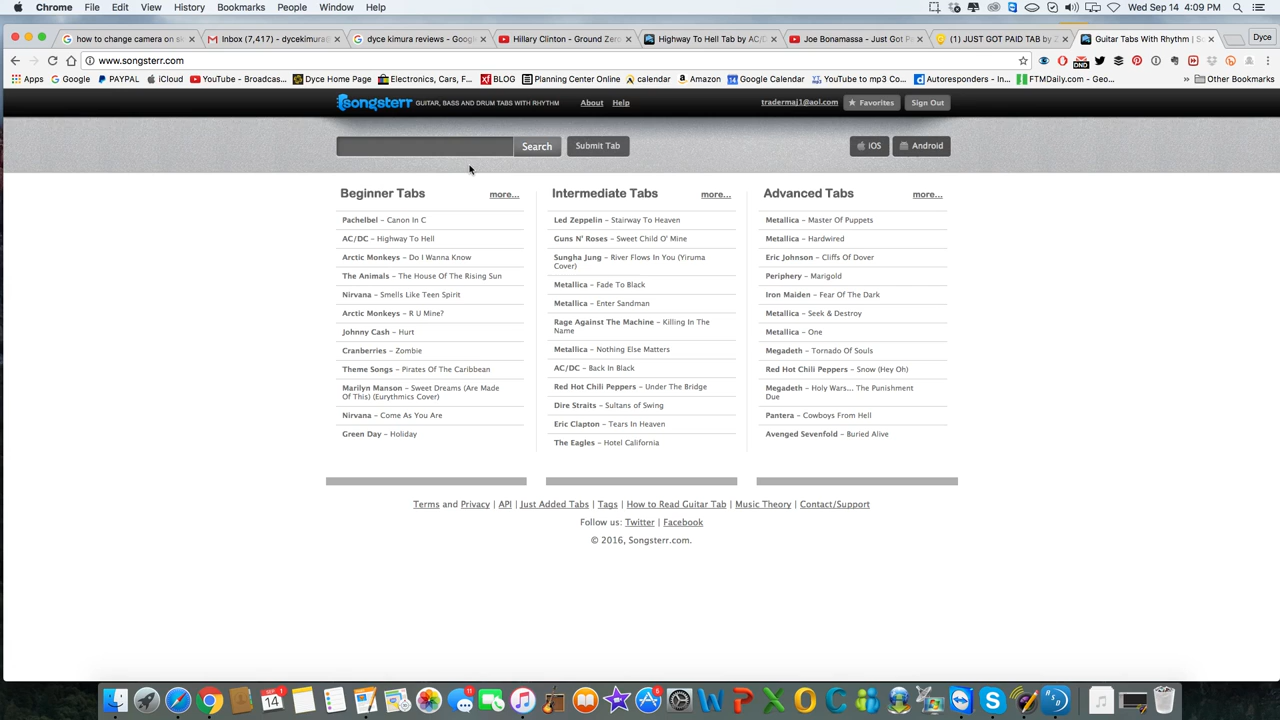 Chrome File Edit View History Bookmarks People Window Help Wed Sep 14 4:09 PM
how to change camera on s Inbox (7,417) - dycekimura@ dyce kimura reviews - Goog Hillary Clinton - Ground Zer Highway To Hell Tab by AC/D Joe Bonamassa - Just Got P (1) JUST GOT PAID TAB by Z Guitar Tabs With Rhythm | S Dyce
www.songsterr.com
Apps Google PAYPAL iCloud YouTube - Broadcas... Dyce Home Page Electronics, Cars, F... BLOG Planning Center Online calendar Amazon Google Calendar YouTube to mp3 Co... Autoresponders - In... FTMDaily.com - Geo... » Other Bookmarks
songsterr GUITAR, BASS AND DRUM TABS WITH RHYTHM About Help tradermaj1@aol.com Favorites Sign Out
Search Submit Tab iOS Android
Beginner Tabs more...
Pachelbel – Canon In C
AC/DC – Highway To Hell
Arctic Monkeys – Do I Wanna Know
The Animals – The House Of The Rising Sun
Nirvana – Smells Like Teen Spirit
Arctic Monkeys – R U Mine?
Johnny Cash – Hurt
Cranberries – Zombie
Theme Songs – Pirates Of The Caribbean
Marilyn Manson – Sweet Dreams (Are Made
Of This) (Eurythmics Cover)
Nirvana – Come As You Are
Green Day – Holiday
Intermediate Tabs more...
Led Zeppelin – Stairway To Heaven
Guns N' Roses – Sweet Child O' Mine
Sungha Jung – River Flows In You (Yiruma
Cover)
Metallica – Fade To Black
Metallica – Enter Sandman
Rage Against The Machine – Killing In The
Name
Metallica – Nothing Else Matters
AC/DC – Back In Black
Red Hot Chili Peppers – Under The Bridge
Dire Straits – Sultans of Swing
Eric Clapton – Tears In Heaven
The Eagles – Hotel California
Advanced Tabs more...
Metallica – Master Of Puppets
Metallica – Hardwired
Eric Johnson – Cliffs Of Dover
Periphery – Marigold
Iron Maiden – Fear Of The Dark
Metallica – Seek & Destroy
Metallica – One
Megadeth – Tornado Of Souls
Red Hot Chili Peppers – Snow (Hey Oh)
Megadeth – Holy Wars... The Punishment
Due
Pantera – Cowboys From Hell
Avenged Sevenfold – Buried Alive
Terms and Privacy | API | Just Added Tabs | Tags | How to Read Guitar Tab | Music Theory | Contact/Support
Follow us: Twitter | Facebook
© 2016, Songsterr.com.